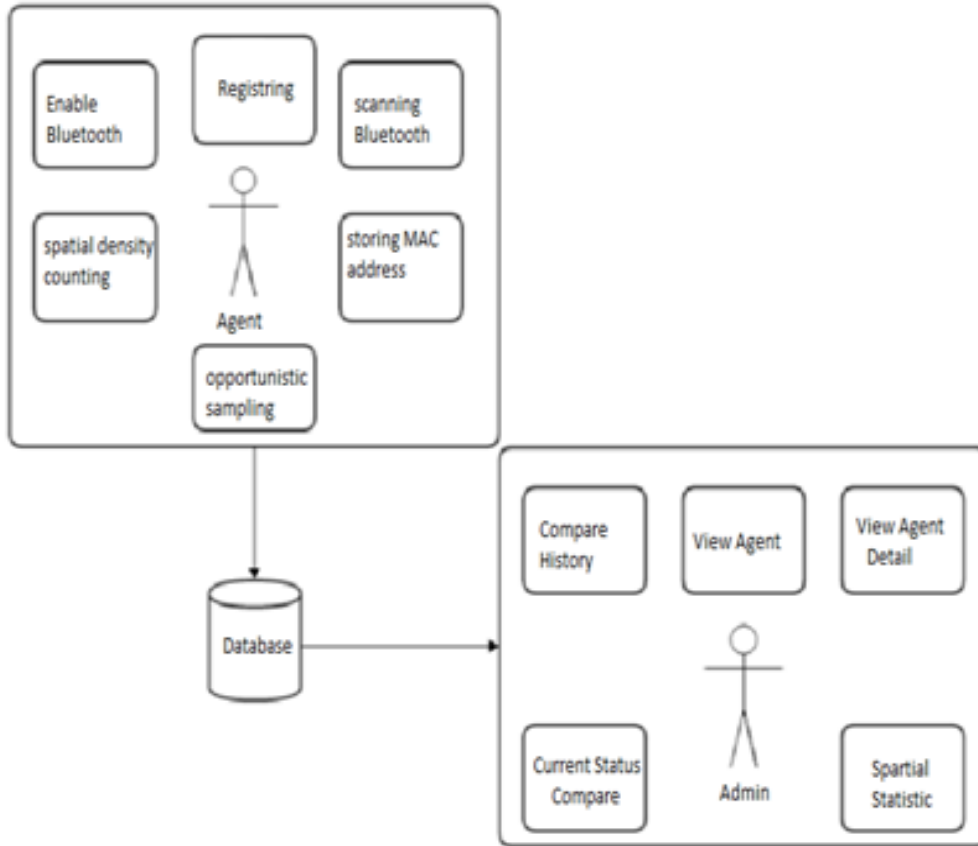 Registring
Enable
Bluetooth
scanning
Bluetooth
spatial density
counting
storing MAC
address
Agent
opportunistic
sampling
Compare
History
View Agent
View Agent
Detail
Database
Current Status
Compare
Admin
Spartial
Statistic